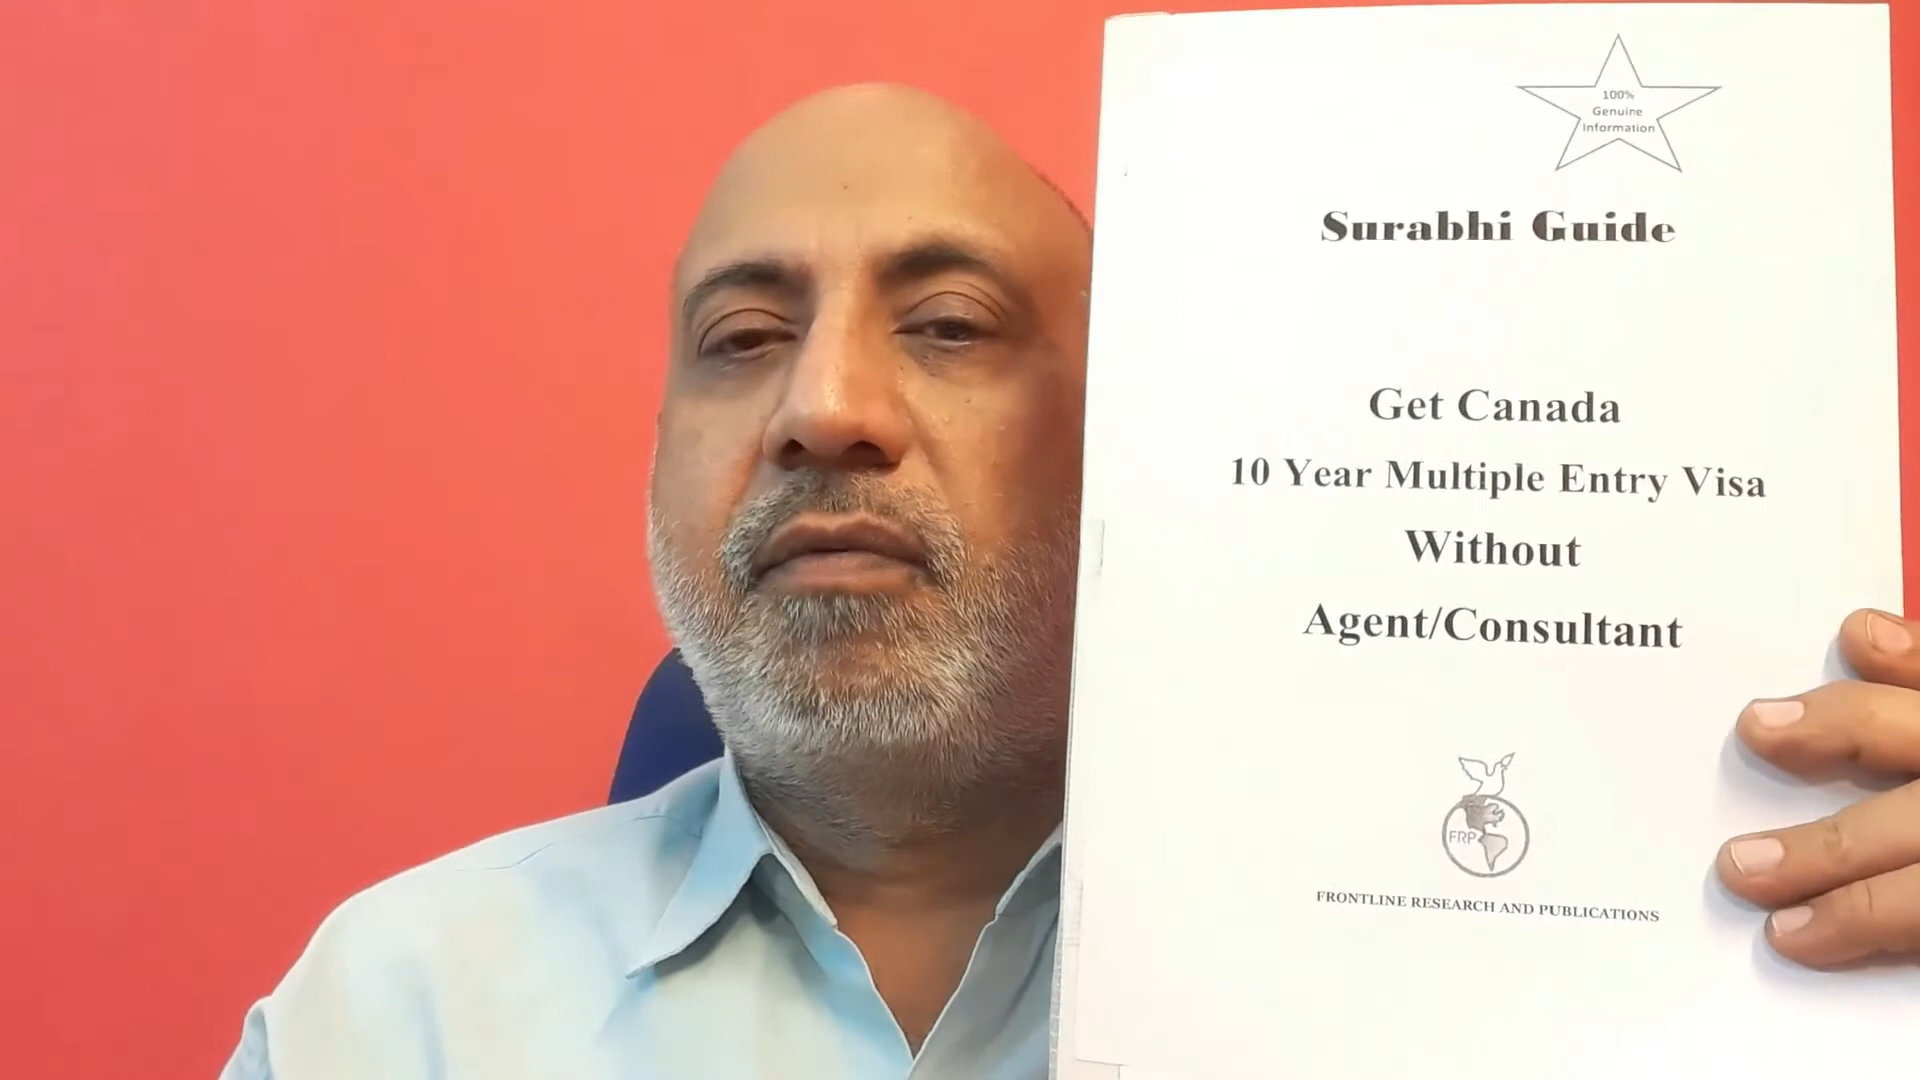 100%
Genuine
Information
Surabhi Guide
Get Canada
10 Year Multiple Entry Visa
Without
Agent/Consultant
FRP
FRONTLINE RESEARCH AND PUBLICATIONS